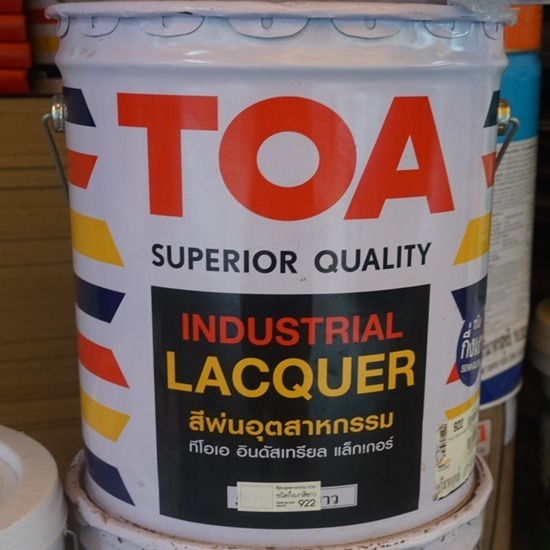 TOA
SUPERIOR QUALITY
INDUSTRIAL
LACQUER
สีพ่นอุตสาหกรรม
ทีโอเอ อินดัสเทรียล แล็กเกอร์
922
922